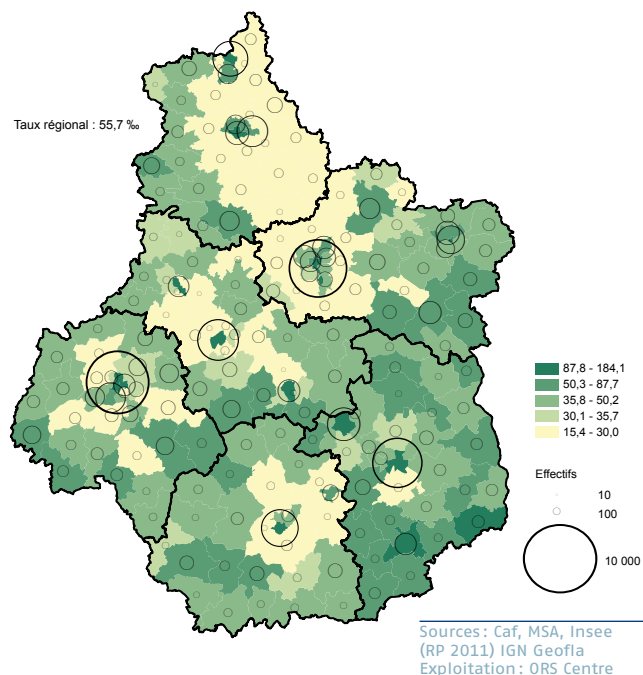 Taux régional : 55,7 ‰
87,8 - 184,1
50,3 - 87,7
35,8 - 50,2
30,1 - 35,7
15,4 - 30,0
Effectifs
10
100
10 000
Sources : Caf, MSA, Insee
(RP 2011) IGN Geofla
Exploitation : ORS Centre